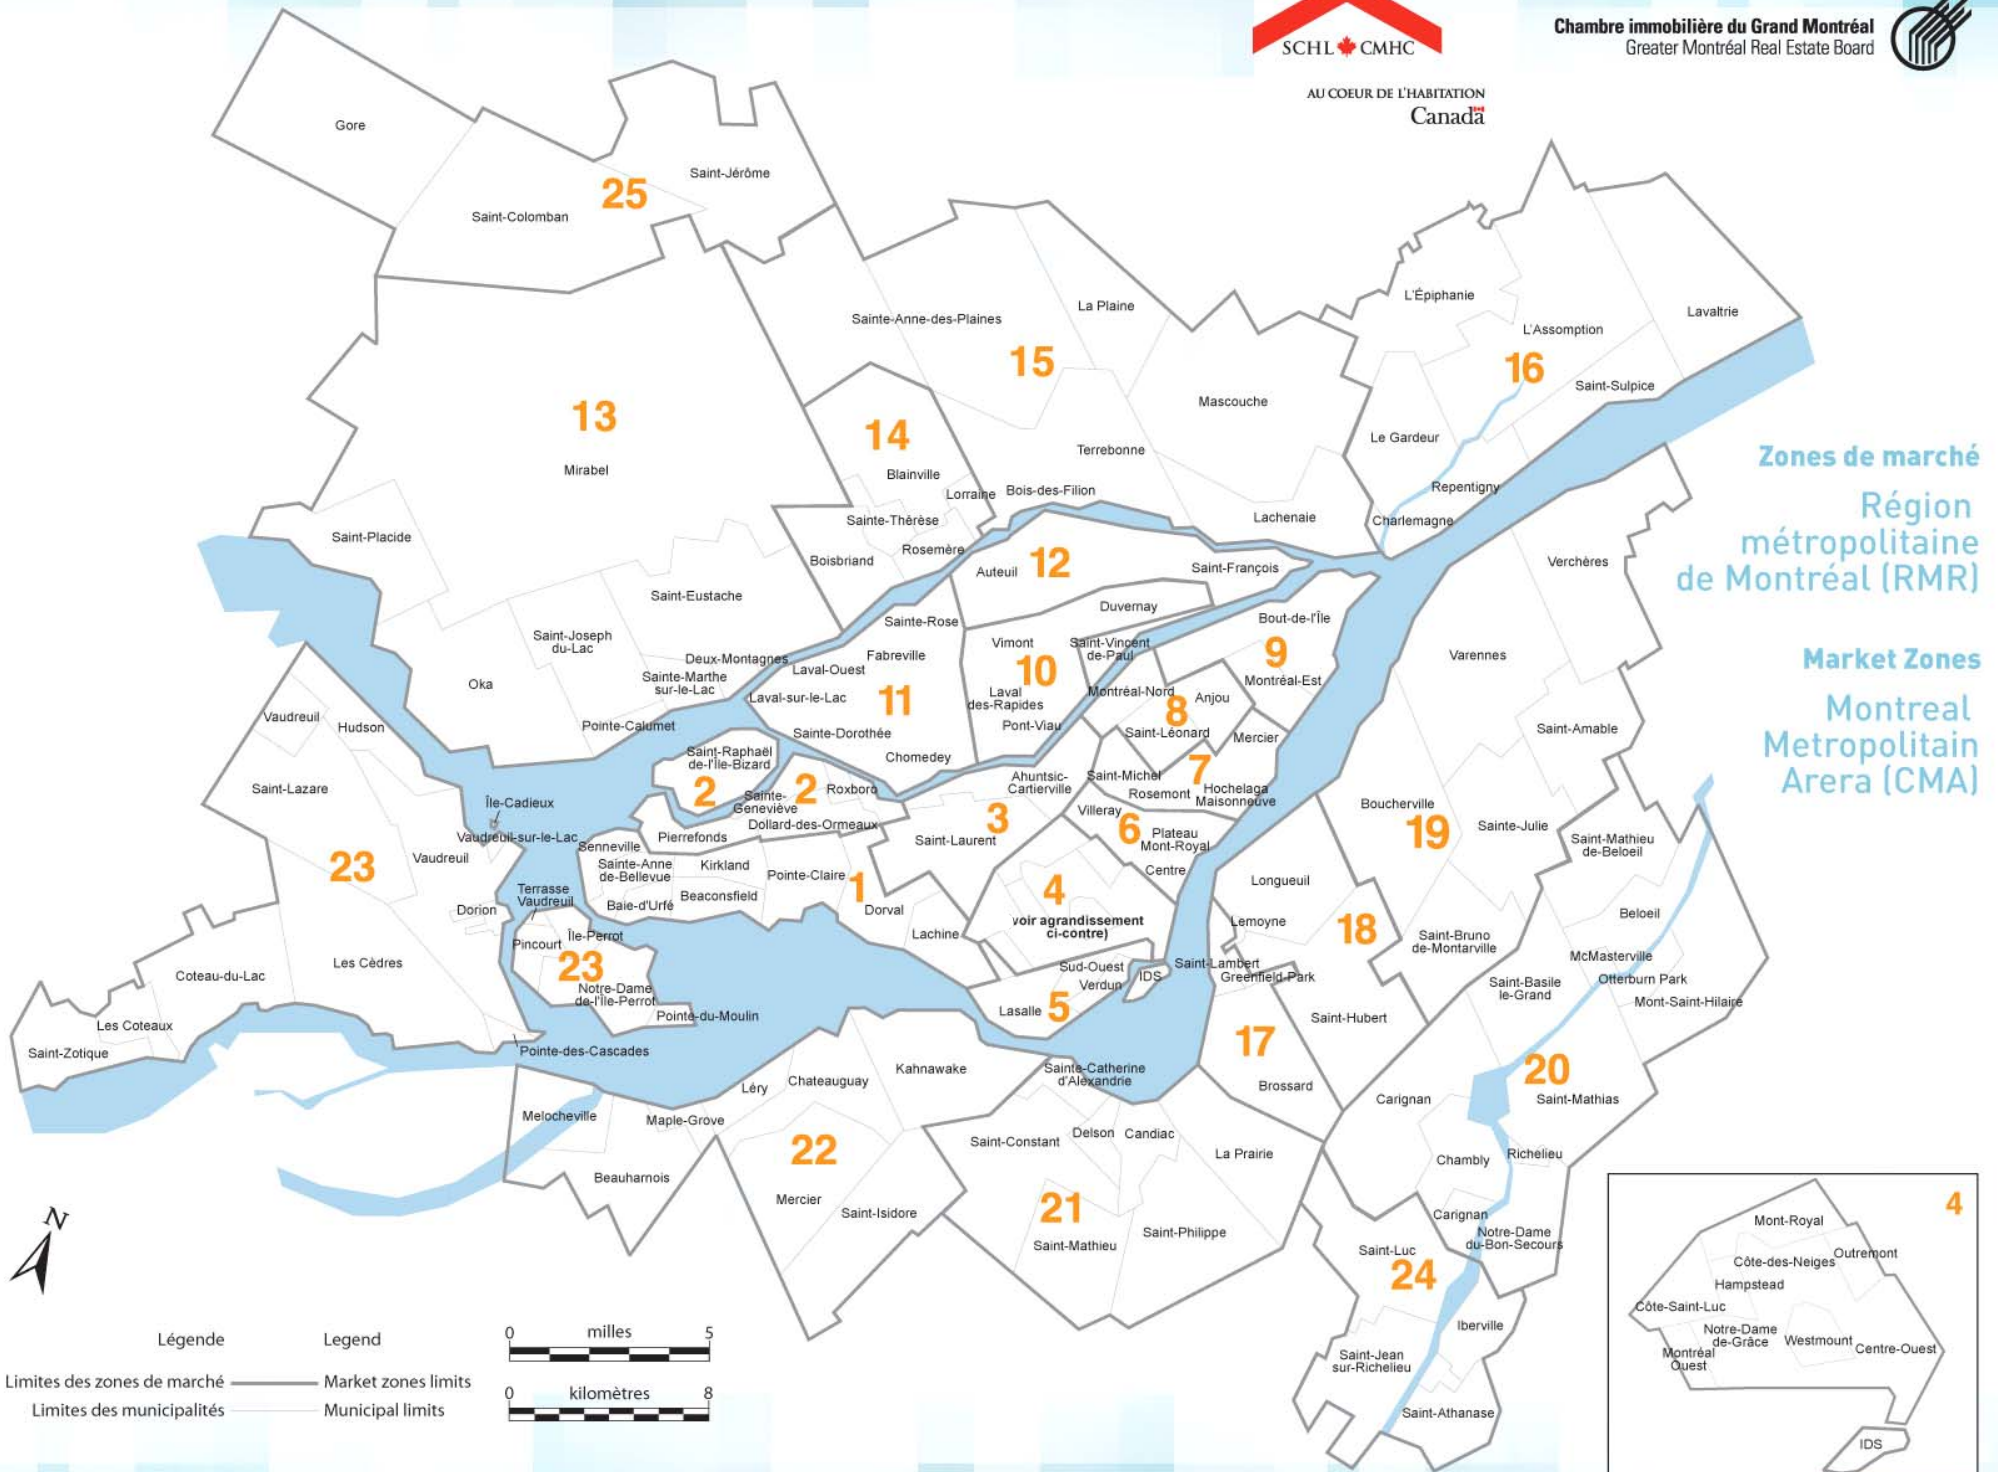 SCHL CMHC
AU COEUR DE L'HABITATION
Canada
Chambre immobilière du Grand Montréal
Greater Montréal Real Estate Board
Gore
Saint-Jérôme
25
Saint-Colomban
L'Épiphanie
La Plaine
Sainte-Anne-des-Plaines
Lavaltrie
L'Assomption
15
16
Saint-Sulpice
Mascouche
13
14
Le Gardeur
Terrebonne
Mirabel
Blainville
Lorraine
Bois-des-Filion
Repentigny
Sainte-Thérèse
Lachenaie
Charlemagne
Saint-Placide
Rosemère
Boisbriand
Auteuil
12
Saint-François
Verchères
Saint-Eustache
Duvernay
Sainte-Rose
Bout-de-l'Île
Saint-Joseph
du-Lac
Vimont
Saint-Vincent
de-Paul
9
Fabreville
Varennes
Deux-Montagnes
Laval-Ouest
10
Sainte-Marthe
sur-le-Lac
Oka
Laval-sur-le-Lac
11
Laval
des-Rapides
Montréal-Nord
Anjou
Montréal-Est
8
Vaudreuil
Hudson
Pointe-Calumet
Sainte-Dorothée
Pont-Viau
Saint-Léonard
Mercier
Saint-Amable
Saint-Raphaël
de-l'Île-Bizard
Chomedey
7
Saint-Lazare
2
2
Roxboro
Ahuntsic-
Cartierville
Saint-Michel
Rosemont
Hochelaga
Maisonneuve
Île-Cadieux
Sainte-
Geneviève
Villeray
Boucherville
Dollard-des-Ormeaux
3
6
Plateau
Mont-Royal
19
Sainte-Julie
Vaudreuil-sur-le-Lac
Pierrefonds
Saint-Laurent
Saint-Mathieu
de-Beloeil
Senneville
Vaudreuil
23
Sainte-Anne
de-Bellevue
Kirkland
Pointe-Claire
1
Centre
Longueuil
Terrasse
Vaudreuil
Beaconsfield
4
Baie-d'Urfé
Dorion
Dorval
voir agrandissement
ci-contre)
Lemoyne
18
Beloeil
Pincourt
Île-Perrot
Lachine
Saint-Bruno
de-Montarville
Coteau-du-Lac
Les Cèdres
23
Sud-Ouest
Verdun
IDS
Saint-Lambert
Greenfield-Park
McMasterville
Otterburn Park
Notre-Dame
de-l'Île-Perrot
Saint-Basile
le-Grand
Mont-Saint-Hilaire
Lasalle
5
Les Coteaux
Pointe-du-Moulin
Saint-Hubert
Saint-Zotique
Pointe-des-Cascades
17
Kahnawake
Sainte-Catherine
d'Alexandrie
20
Léry
Chateauguay
Brossard
Carignan
Saint-Mathias
Melocheville
Maple-Grove
Saint-Constant
Delson
Candiac
22
La Prairie
Chambly
Richelieu
Beauharnois
Mercier
Saint-Isidore
21
Carignan
Saint-Mathieu
Saint-Philippe
Notre-Dame
du-Bon-Secours
Saint-Luc
24
Iberville
Saint-Jean
sur-Richelieu
Saint-Athanase
Zones de marché
Région
métropolitaine
de Montréal (RMR)
Market Zones
Montreal
Metropolitain
Arera (CMA)
4
Mont-Royal
Outremont
Côte-des-Neiges
Hampstead
Côte-Saint-Luc
Notre-Dame
de-Grâce
Westmount
Centre-Ouest
Montréal
Ouest
IDS
N
Légende Legend
Limites des zones de marché Market zones limits
Limites des municipalités Municipal limits
0 milles 5
0 kilomètres 8